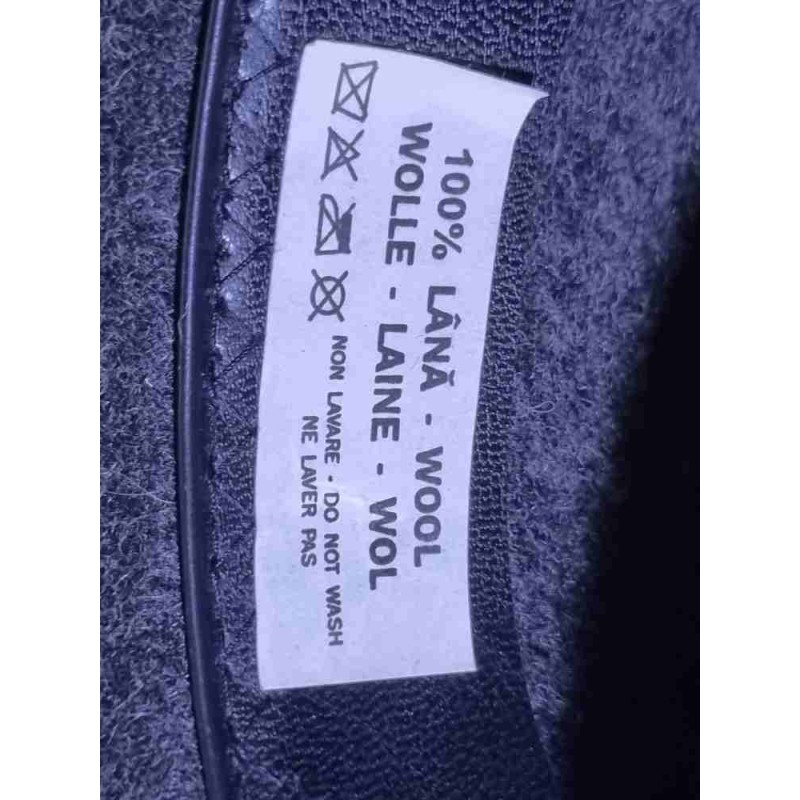 100% LÂNĂ - WOOL
WOLLE - LAINE - WOL
NON LAVARE - DO NOT WASH
NE LAVER PAS